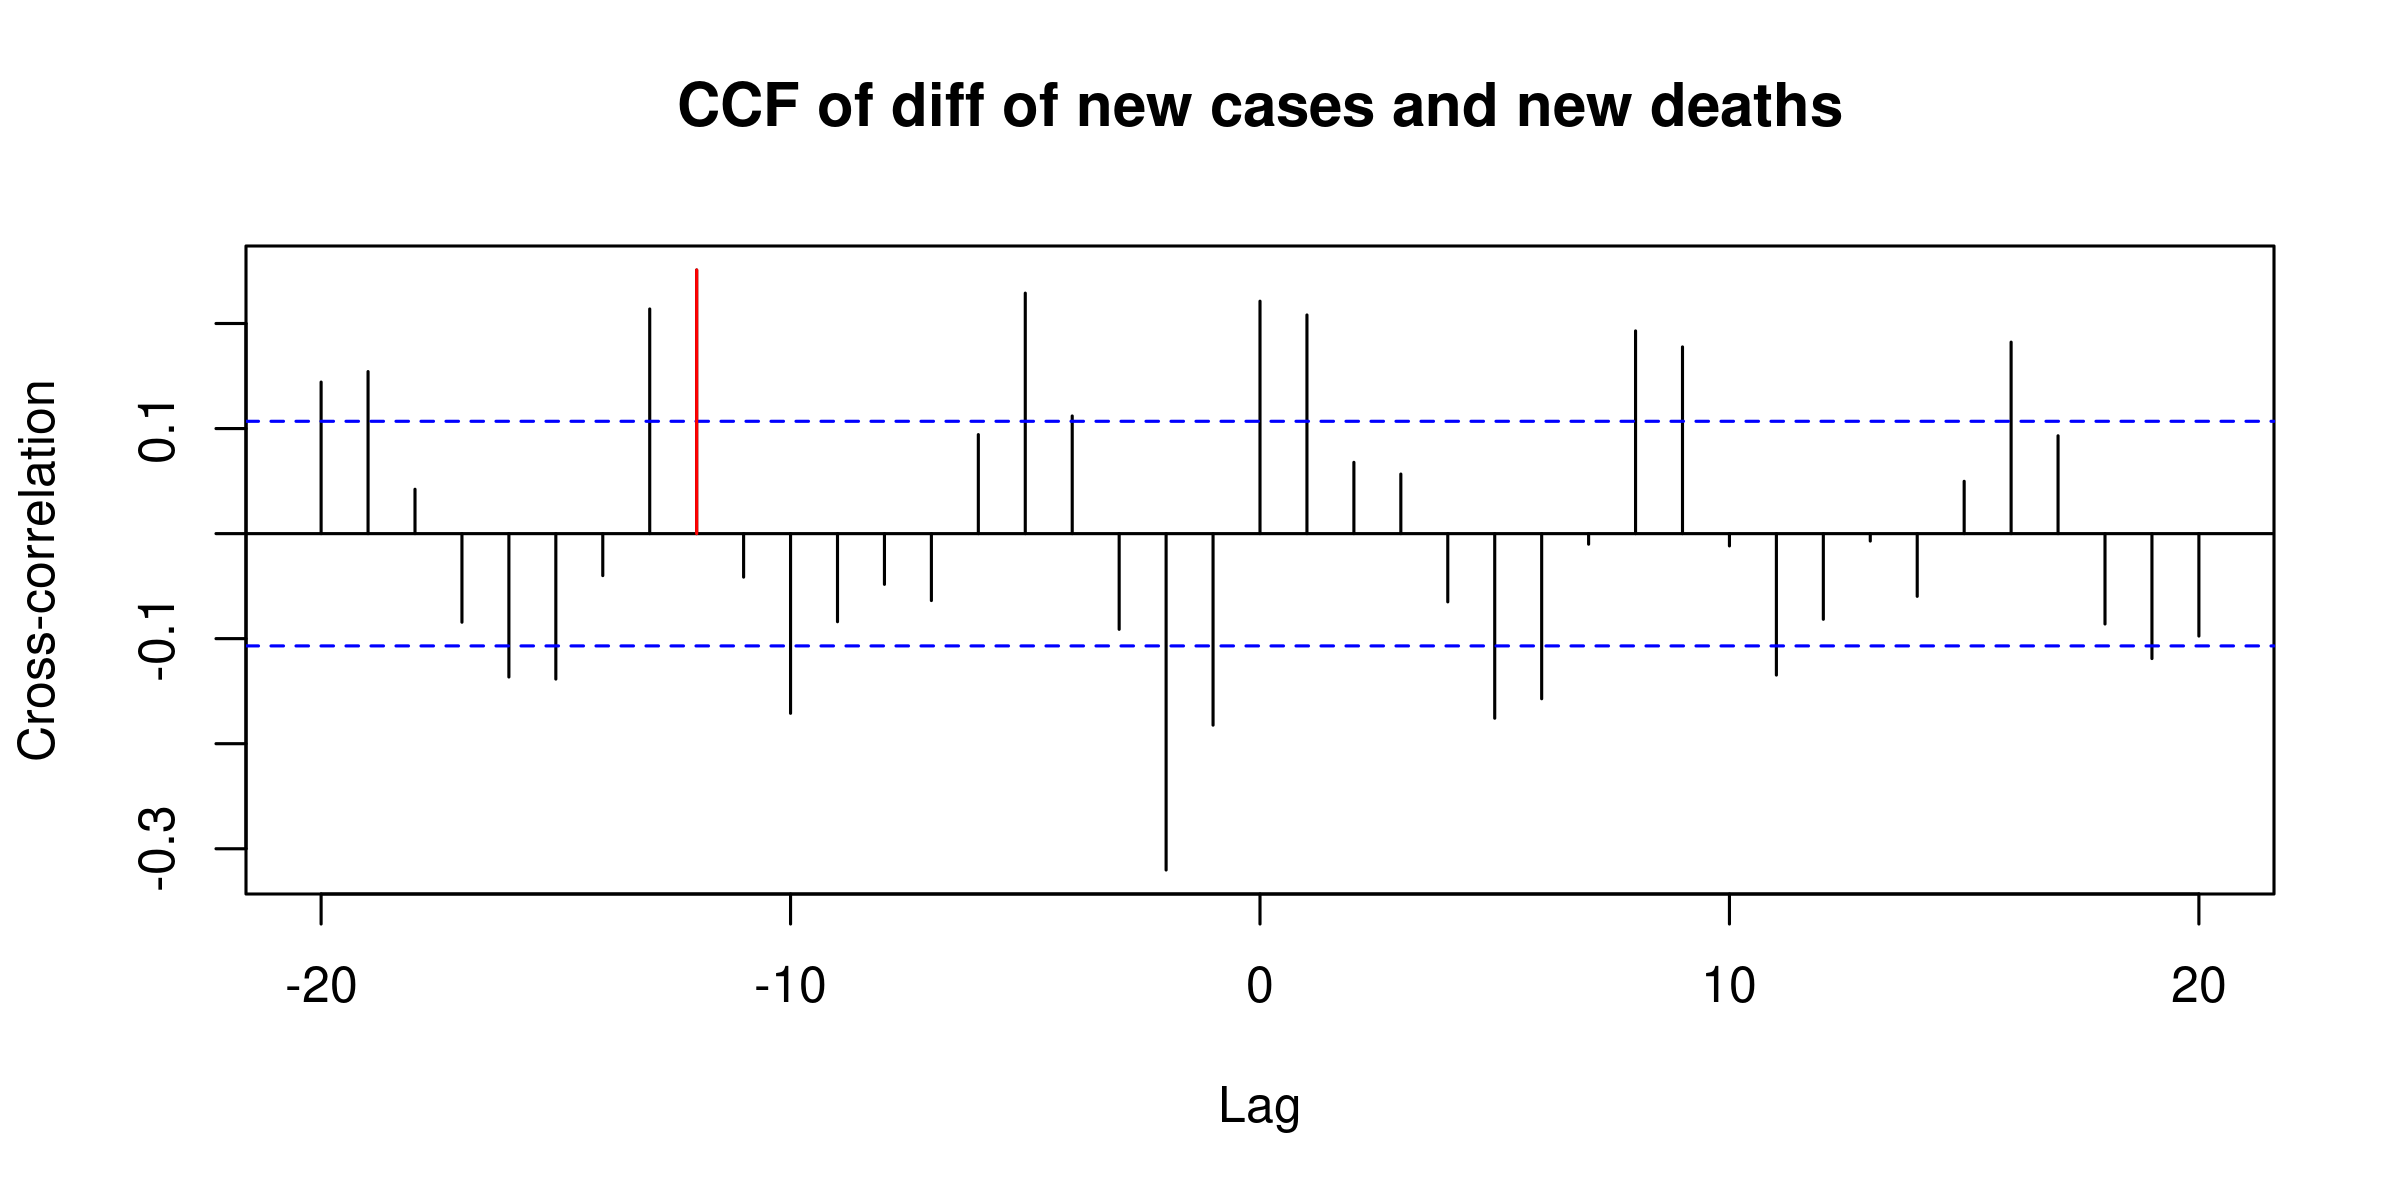 CCF of diff of new cases and new deaths
Cross-correlation
0.1
-0.1
-0.3
-20 -10 0 10 20
Lag